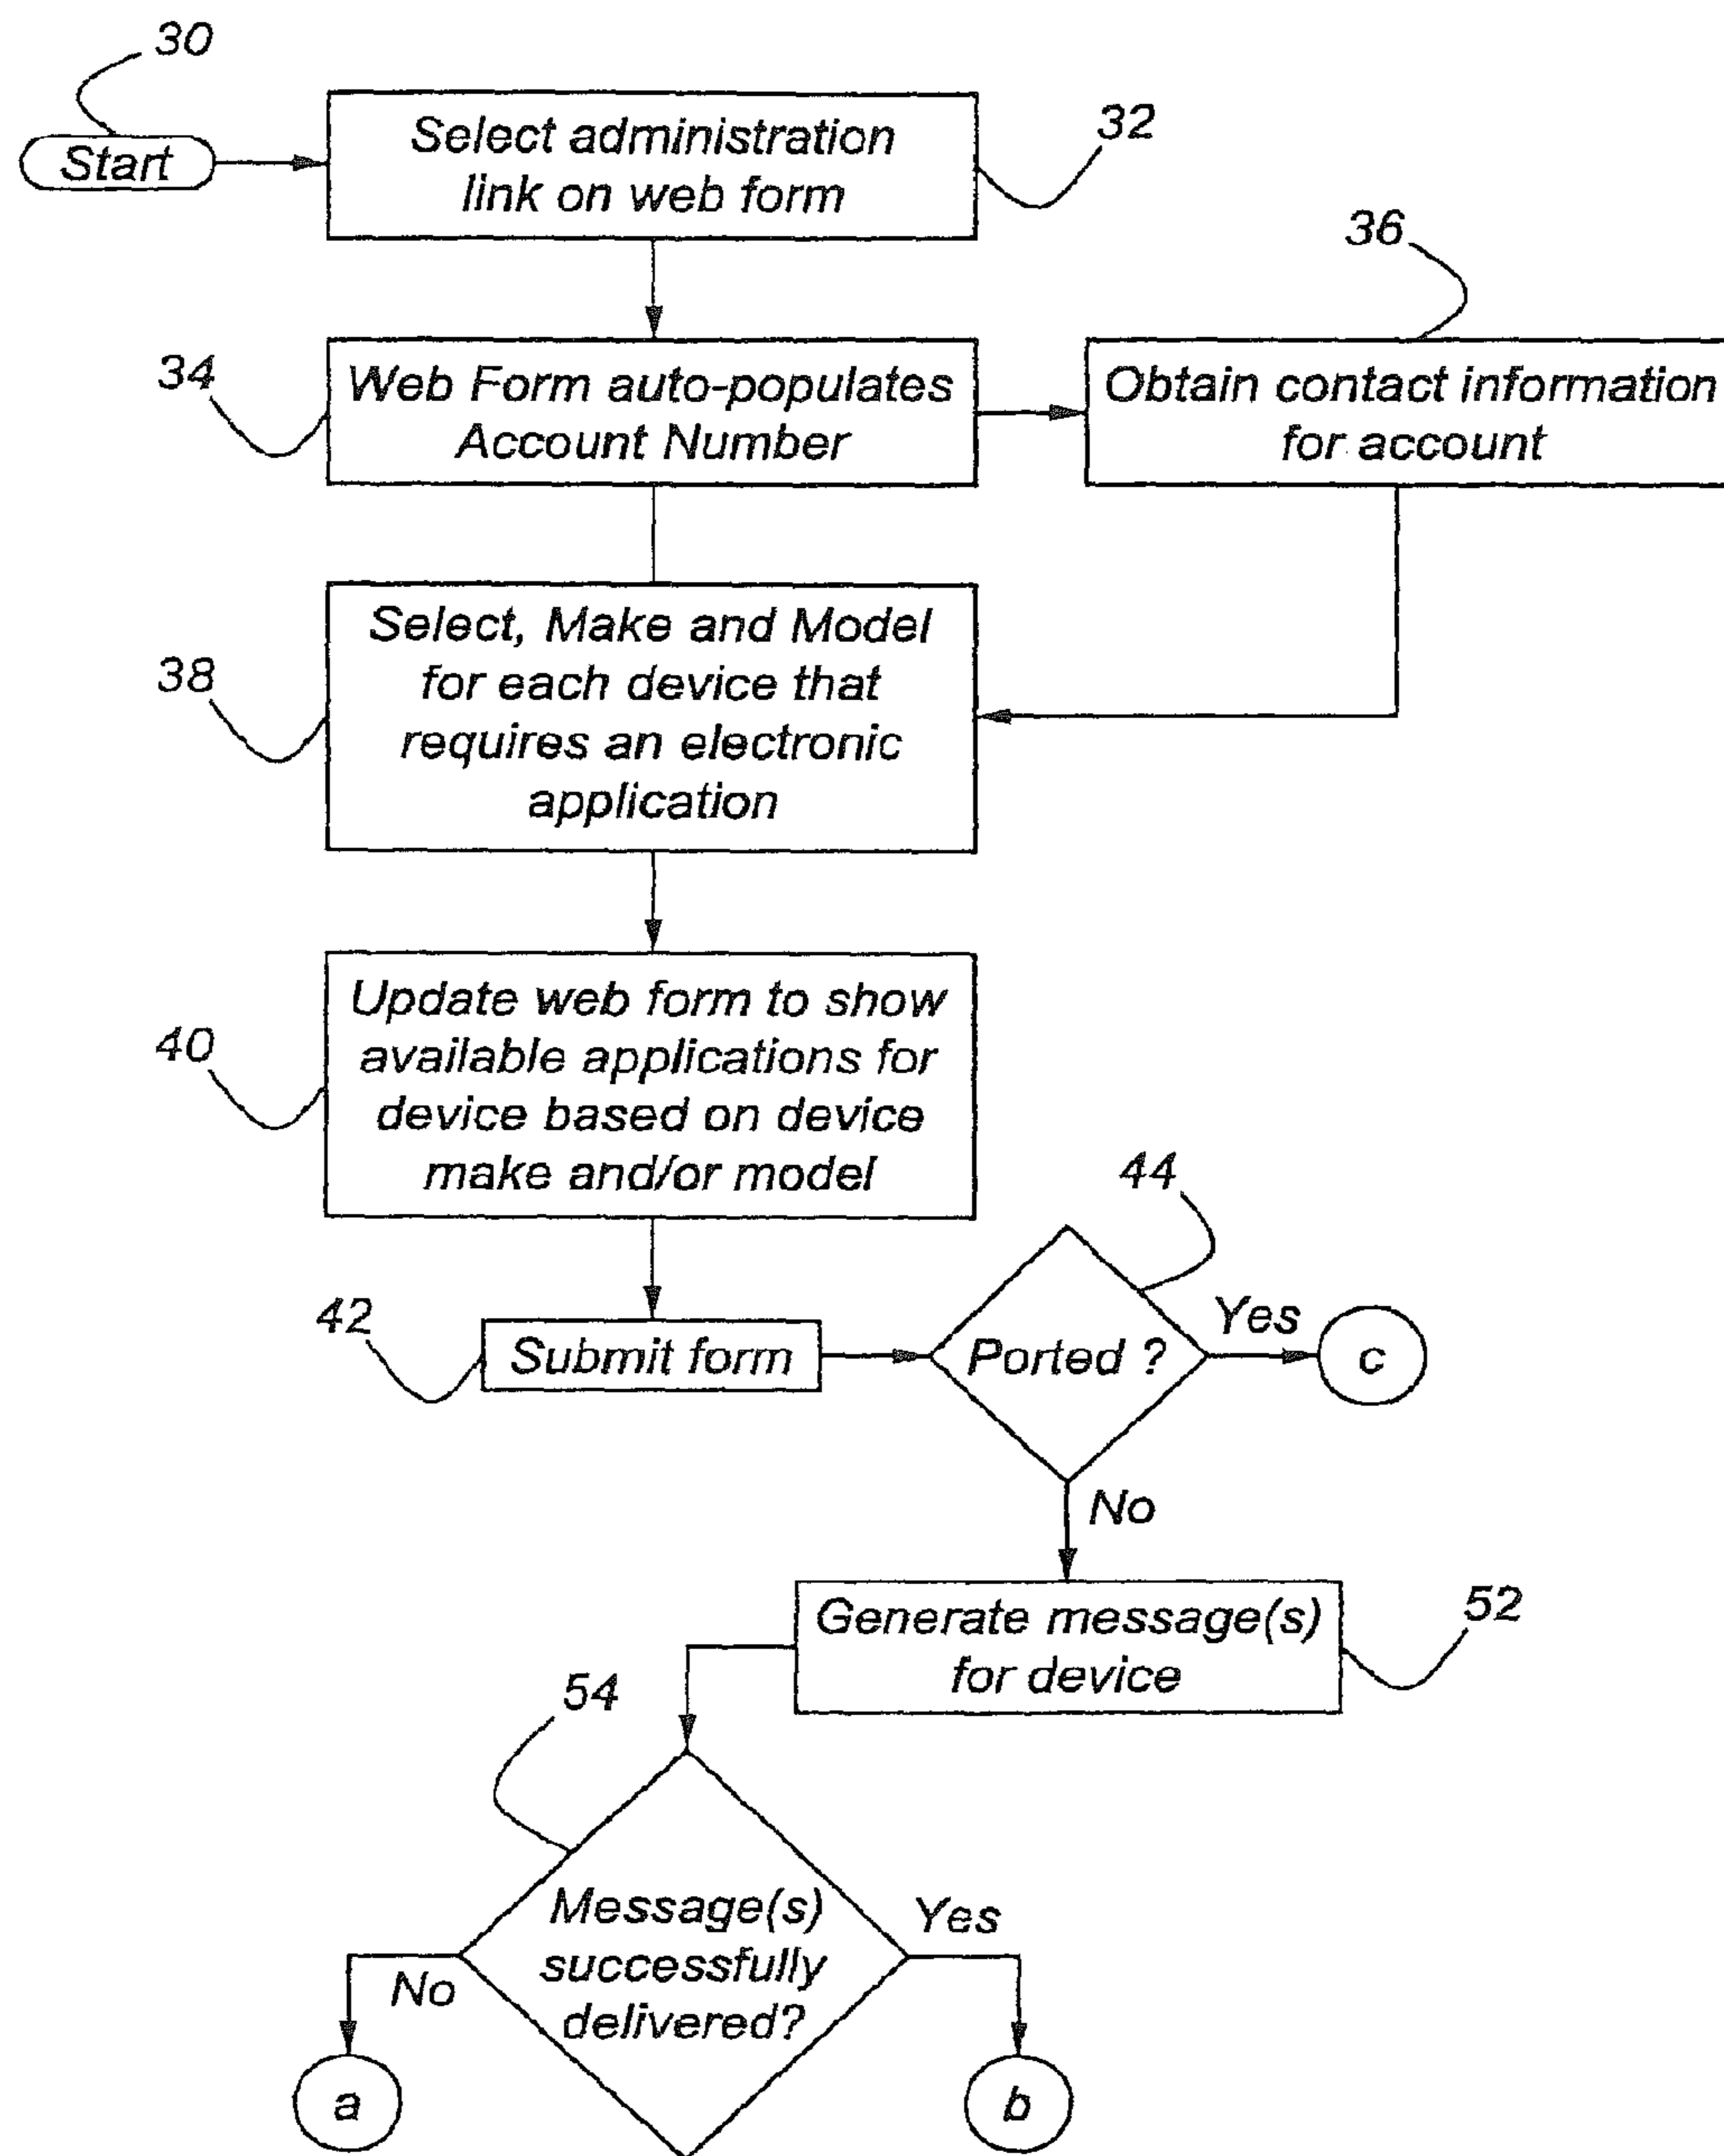 30
Start
Select administration
link on web form
32
36
34
Web Form auto-populates
Account Number
Obtain contact information
for account
38
Select, Make and Model
for each device that
requires an electronic
application
40
Update web form to show
available applications for
device based on device
make and/or model
44
42
Submit form
Ported ?
Yes
c
No
Generate message(s)
for device
52
54
Message(s)
successfully
delivered?
Yes
No
a
b